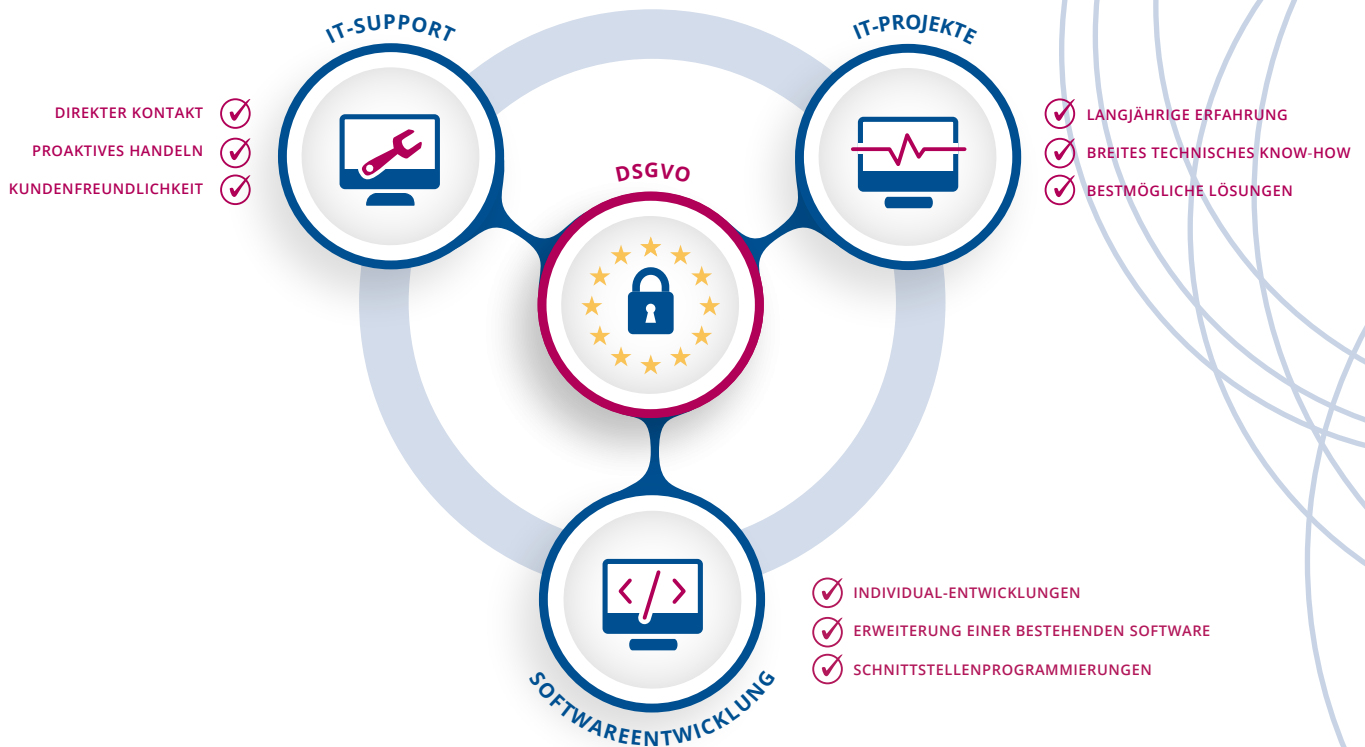 IT-SUPPORT
DIREKTER KONTAKT
PROAKTIVES HANDELN
KUNDENFREUNDLICHKEIT
IT-PROJEKTE
LANGJÄHRIGE ERFAHRUNG
BREITES TECHNISCHES KNOW-HOW
BESTMÖGLICHE LÖSUNGEN
DSGVO
SOFTWAREENTWICKLUNG
INDIVIDUAL-ENTWICKLUNGEN
ERWEITERUNG EINER BESTEHENDEN SOFTWARE
SCHNITTSTELLENPROGRAMMIERUNGEN